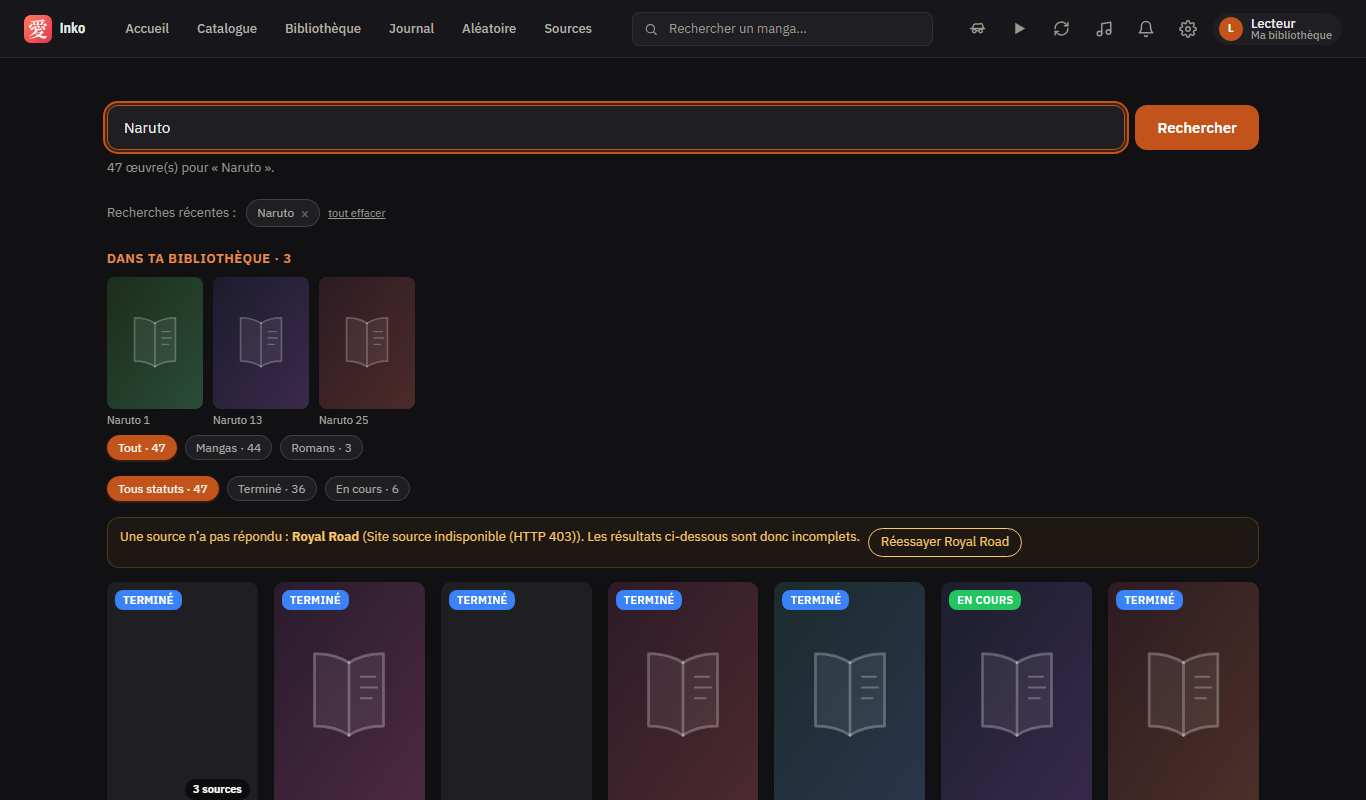 愛 Inko Accueil Catalogue Bibliothèque Journal Aléatoire Sources Rechercher un manga... L Lecteur
Ma bibliothèque
Naruto Rechercher
47 œuvre(s) pour « Naruto ».
Recherches récentes : Naruto x tout effacer
DANS TA BIBLIOTHÈQUE · 3
Naruto 1 Naruto 13 Naruto 25
Tout · 47 Mangas · 44 Romans · 3
Tous statuts · 47 Terminé · 36 En cours · 6
Une source n'a pas répondu : Royal Road (Site source indisponible (HTTP 403)). Les résultats ci-dessous sont donc incomplets. Réessayer Royal Road
TERMINÉ TERMINÉ TERMINÉ TERMINÉ TERMINÉ EN COURS TERMINÉ
3 sources